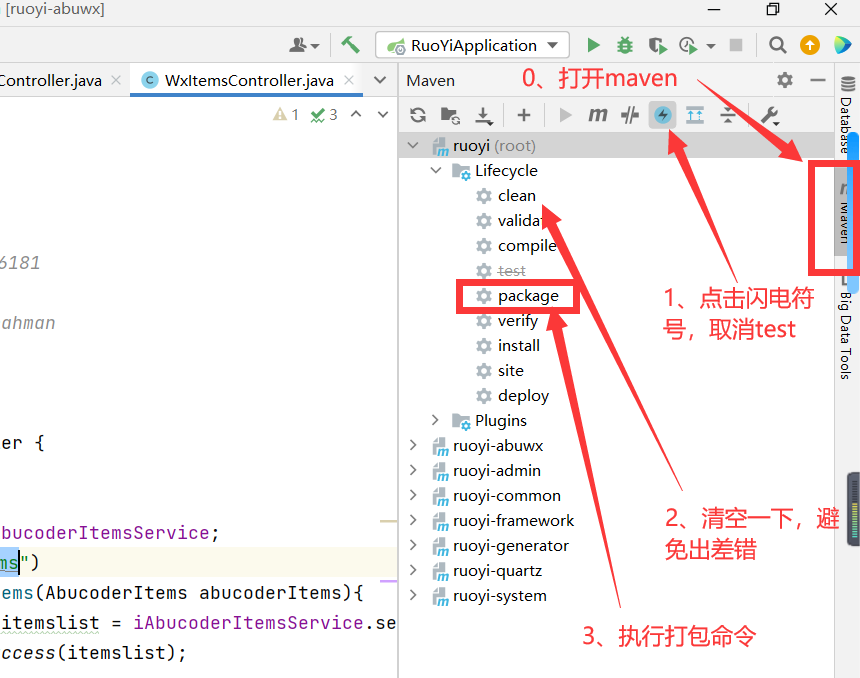 [ruoyi-abuwx]
RuoYiApplication
Controller.java
WxItemsController.java
Maven
0、打开maven
1
3
ruoyi (root)
Lifecycle
clean
validat
compile
test
package
verify
install
site
deploy
Plugins
ruoyi-abuwx
ruoyi-admin
ruoyi-common
ruoyi-framework
ruoyi-generator
ruoyi-quartz
ruoyi-system
1、点击闪电符
号，取消test
2、清空一下，避
免出差错
3、执行打包命令
Database
Maven
Big Data Tools
6181
ahman
er {
bucoderItemsService;
ms")
ems(AbucoderItems abucoderItems){
itemslist = iAbucoderItemsService.se
ccess(itemslist);